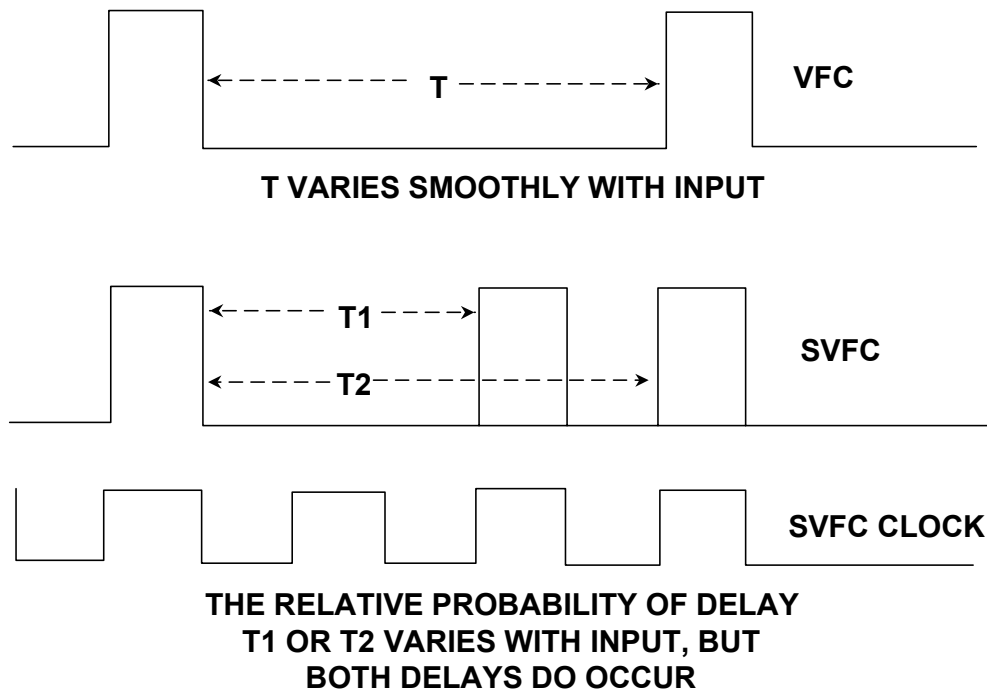 T
VFC
T VARIES SMOOTHLY WITH INPUT
T1
SVFC
T2
SVFC CLOCK
THE RELATIVE PROBABILITY OF DELAY
T1 OR T2 VARIES WITH INPUT, BUT
BOTH DELAYS DO OCCUR